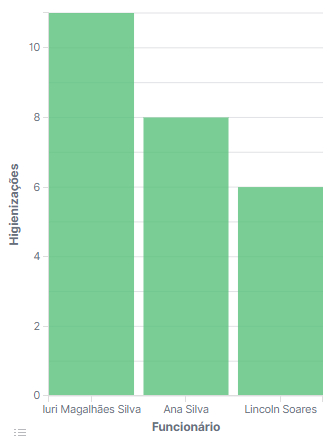 Higienizações
10
8
6
4
2
0
Iuri Magalhães Silva
Ana Silva
Lincoln Soares
Funcionário